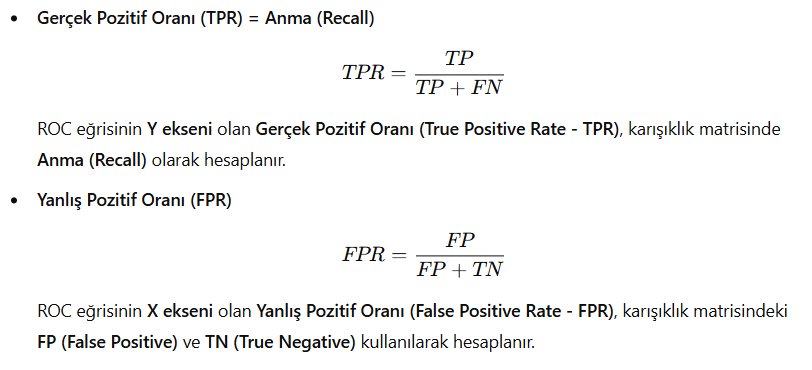 • Gerçek Pozitif Oranı (TPR) = Anma (Recall)
TPR = TP / (TP + FN)
ROC eğrisinin Y ekseni olan Gerçek Pozitif Oranı (True Positive Rate - TPR), karışıklık matrisinde
Anma (Recall) olarak hesaplanır.
• Yanlış Pozitif Oranı (FPR)
FPR = FP / (FP + TN)
ROC eğrisinin X ekseni olan Yanlış Pozitif Oranı (False Positive Rate - FPR), karışıklık matrisindeki
FP (False Positive) ve TN (True Negative) kullanılarak hesaplanır.